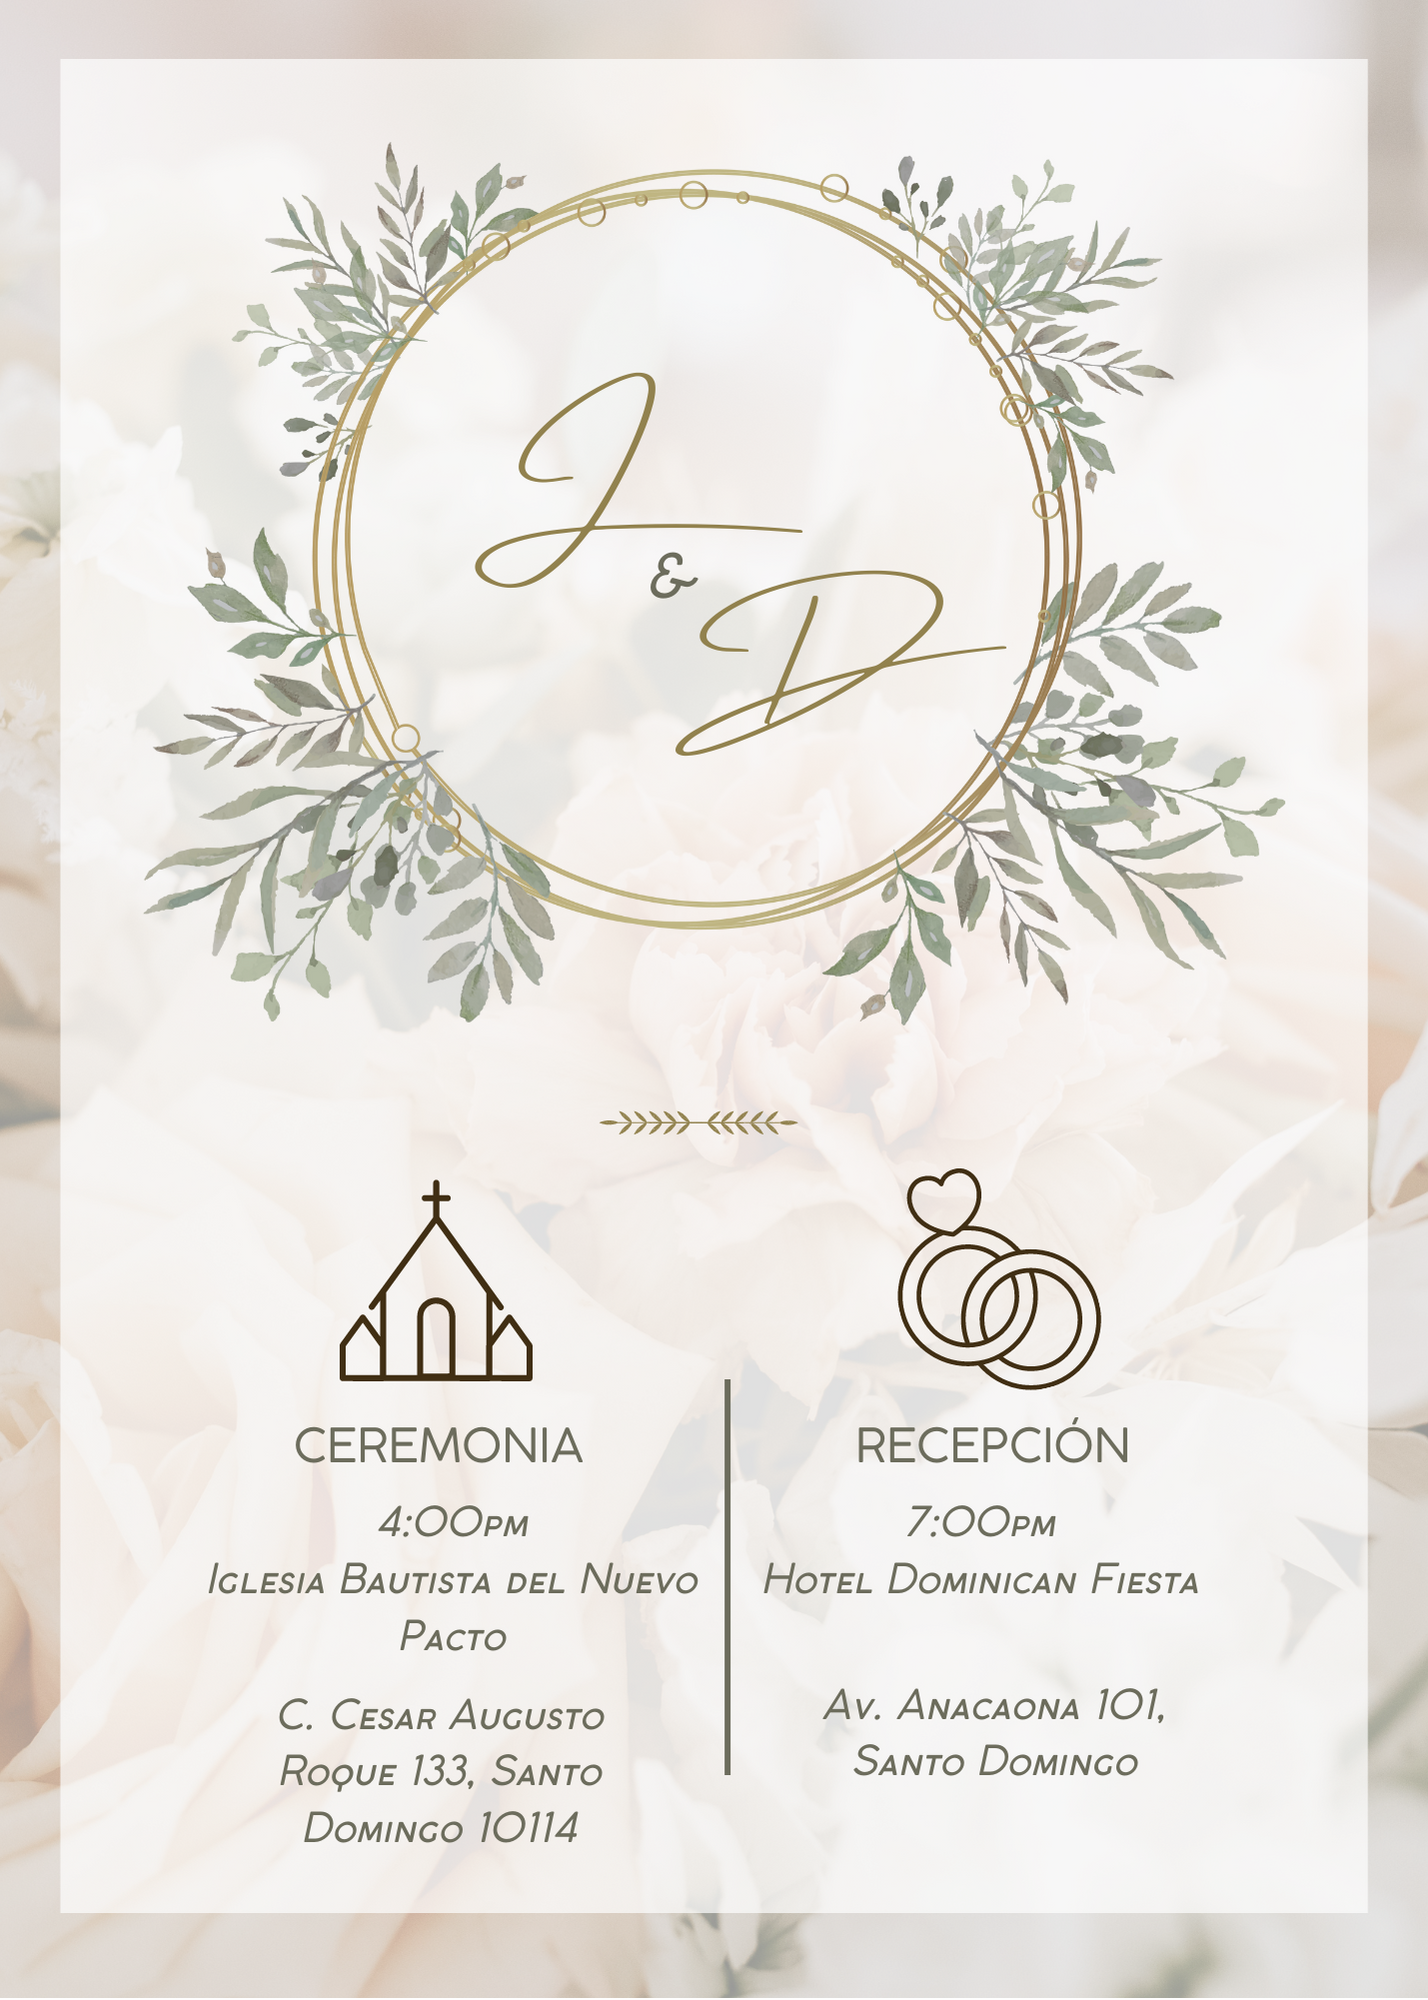 J
&
D
CEREMONIA
4:00PM
IGLESIA BAUTISTA DEL NUEVO
PACTO
C. CESAR AUGUSTO
ROQUE 133, SANTO
DOMINGO 10114
RECEPCIÓN
7:00PM
HOTEL DOMINICAN FIESTA
AV. ANACAONA 101,
SANTO DOMINGO